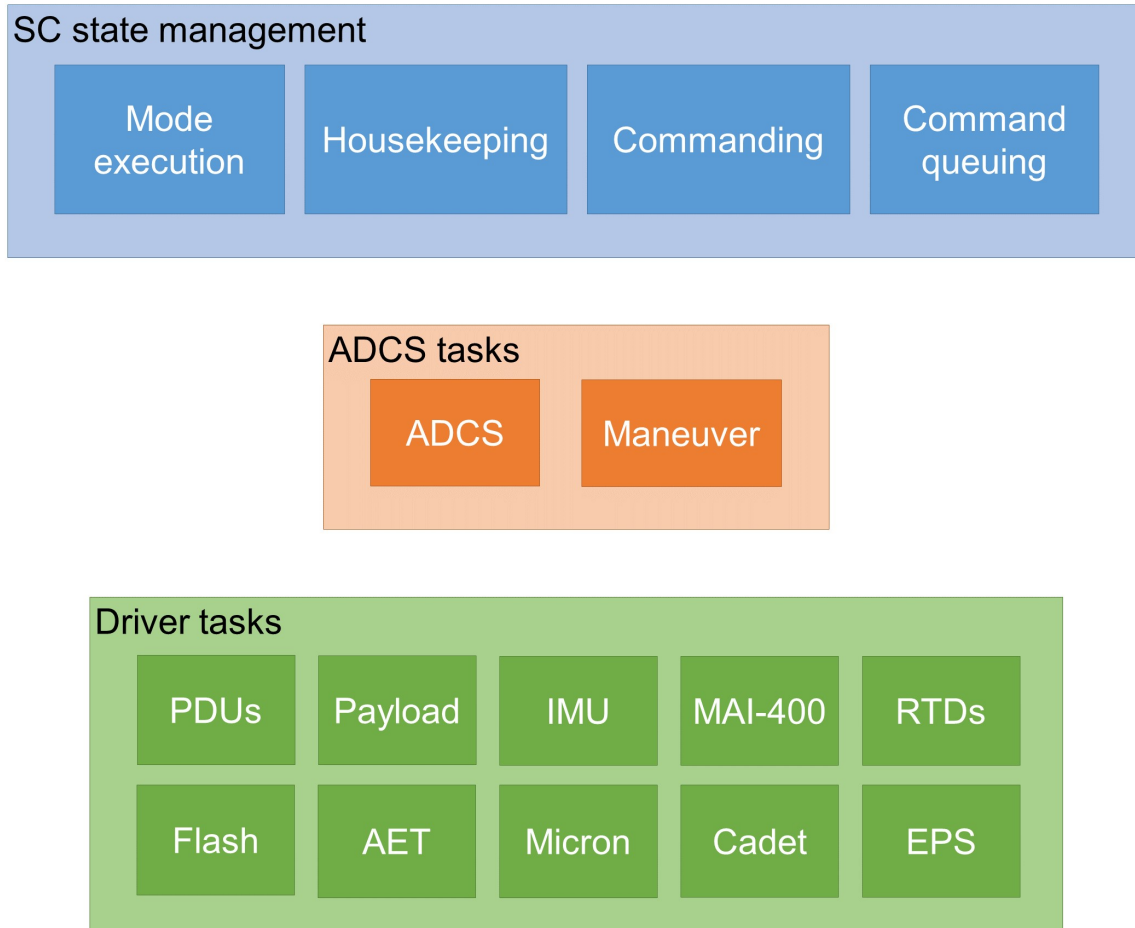 SC state management
Mode
execution
Housekeeping
Commanding
Command
queuing
ADCS tasks
ADCS
Maneuver
Driver tasks
PDUs
Payload
IMU
MAI-400
RTDs
Flash
AET
Micron
Cadet
EPS